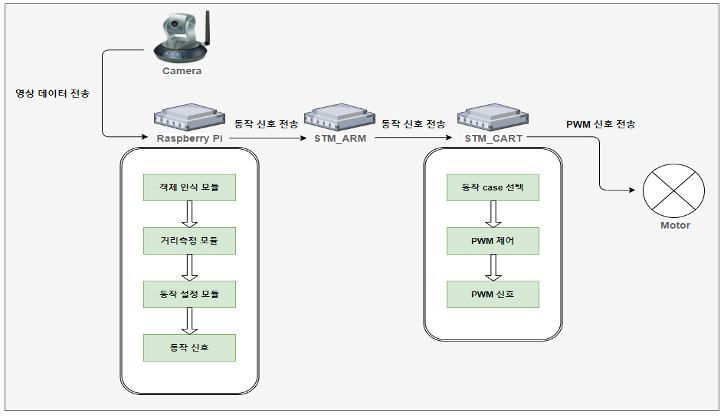 Camera
영상 데이터 전송
Raspberry PI
동작 신호 전송
STM_ARM
동작 신호 전송
STM_CART
PWM 신호 전송
Motor
객체 인식 모듈
거리측정 모듈
동작 설정 모듈
동작 신호
동작 case 선택
PWM 제어
PWM 신호